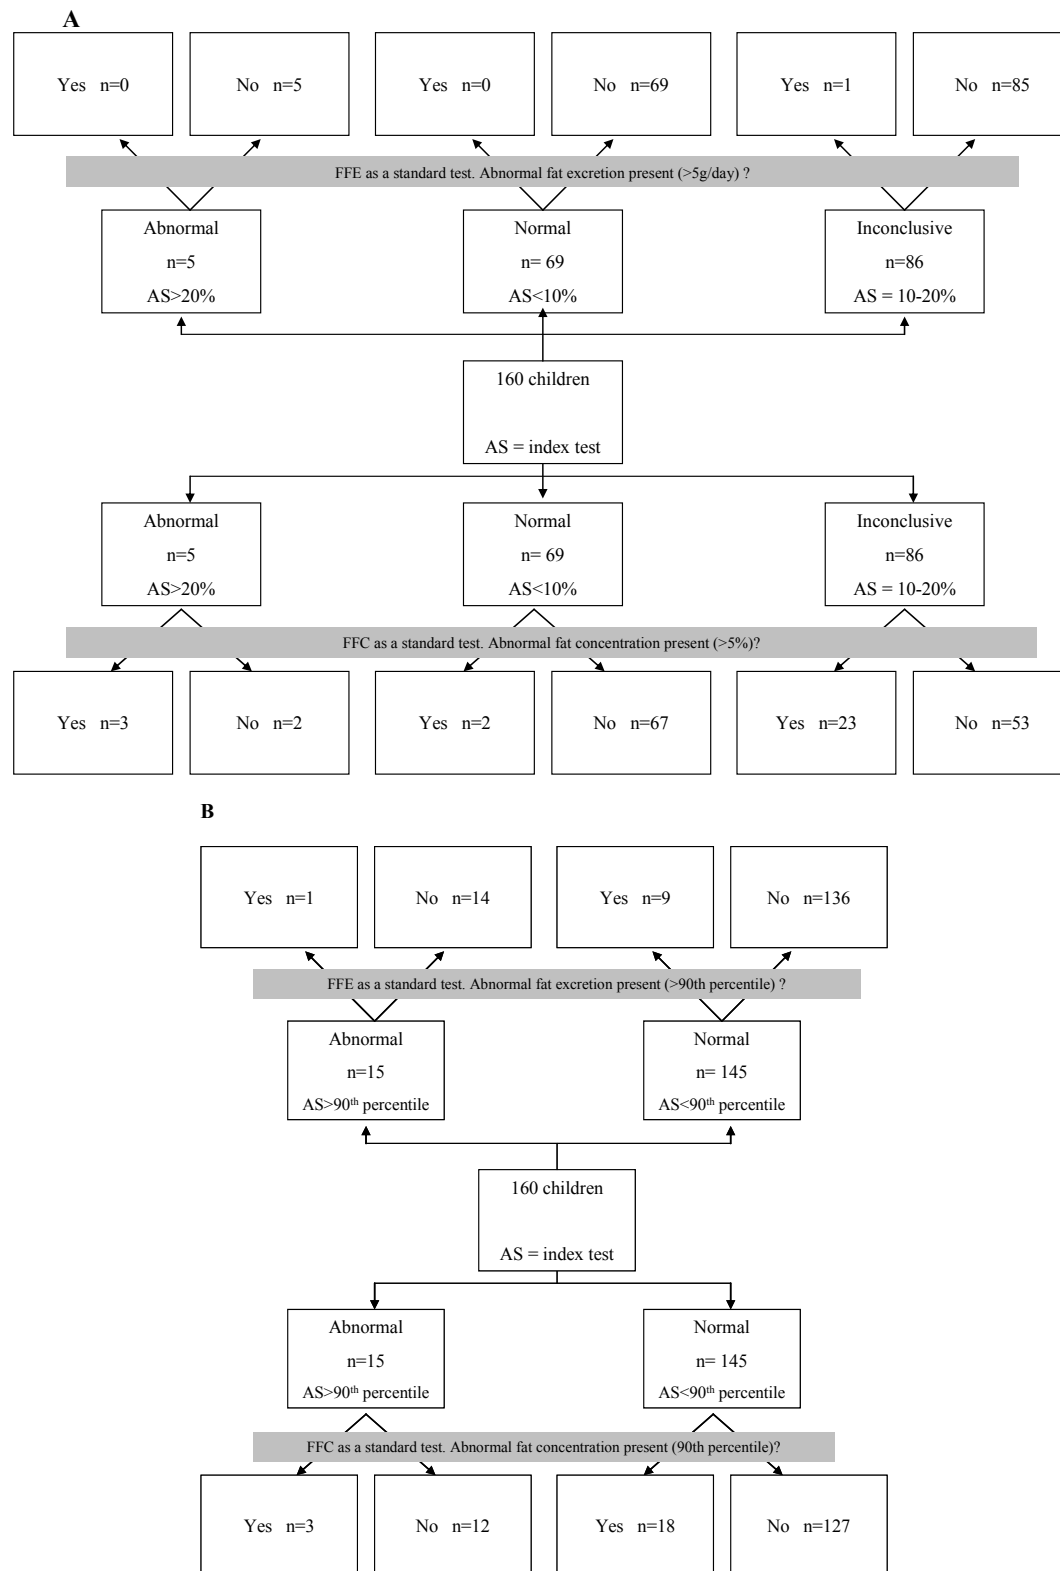 A
Yes n=0
No n=5
Yes n=0
No n=69
Yes n=1
No n=85
FFE as a standard test. Abnormal fat excretion present (>5g/day) ?
Abnormal
n=5
AS>20%
Normal
n= 69
AS<10%
Inconclusive
n=86
AS = 10-20%
160 children
AS = index test
Abnormal
n=5
AS>20%
Normal
n= 69
AS<10%
Inconclusive
n=86
AS = 10-20%
FFC as a standard test. Abnormal fat concentration present (>5%)?
Yes n=3
No n=2
Yes n=2
No n=67
Yes n=23
No n=53
B
Yes n=1
No n=14
Yes n=9
No n=136
FFE as a standard test. Abnormal fat excretion present (>90th percentile) ?
Abnormal
n=15
AS>90th percentile
Normal
n= 145
AS<90th percentile
160 children
AS = index test
Abnormal
n=15
AS>90th percentile
Normal
n= 145
AS<90th percentile
FFC as a standard test. Abnormal fat concentration present (90th percentile)?
Yes n=3
No n=12
Yes n=18
No n=127